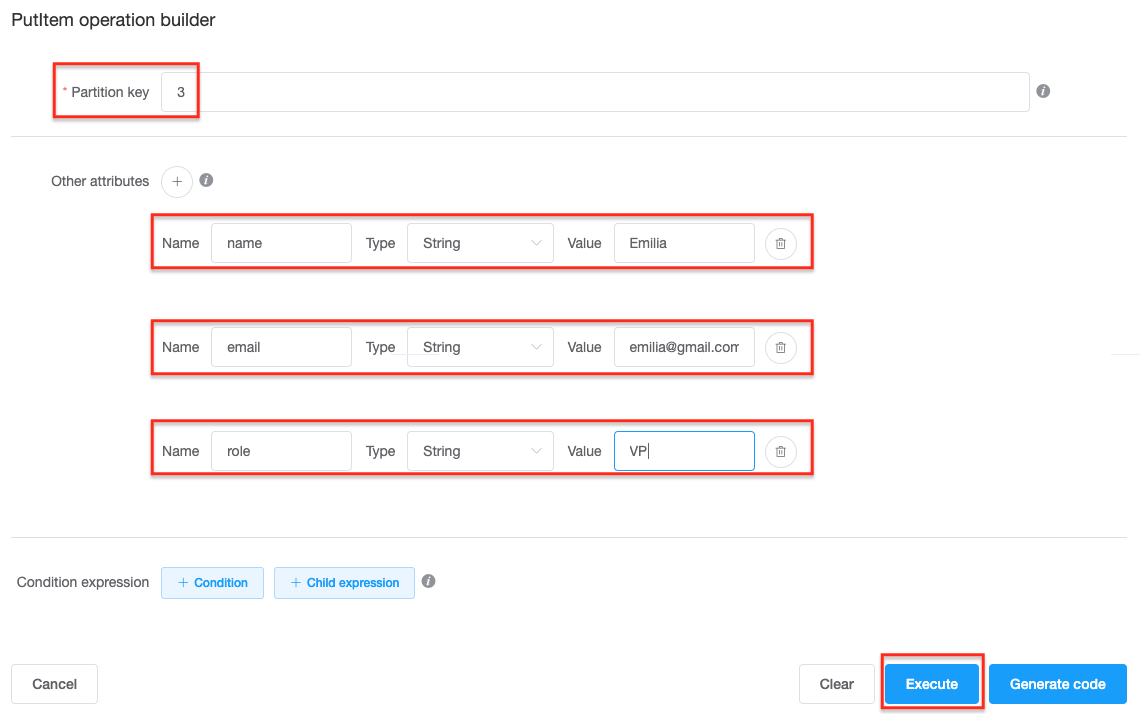 PutItem operation builder
* Partition key 3
Other attributes
Name name Type String Value Emilia
Name email Type String Value emilia@gmail.com
Name role Type String Value VP
Condition expression + Condition + Child expression
Cancel Clear Execute Generate code